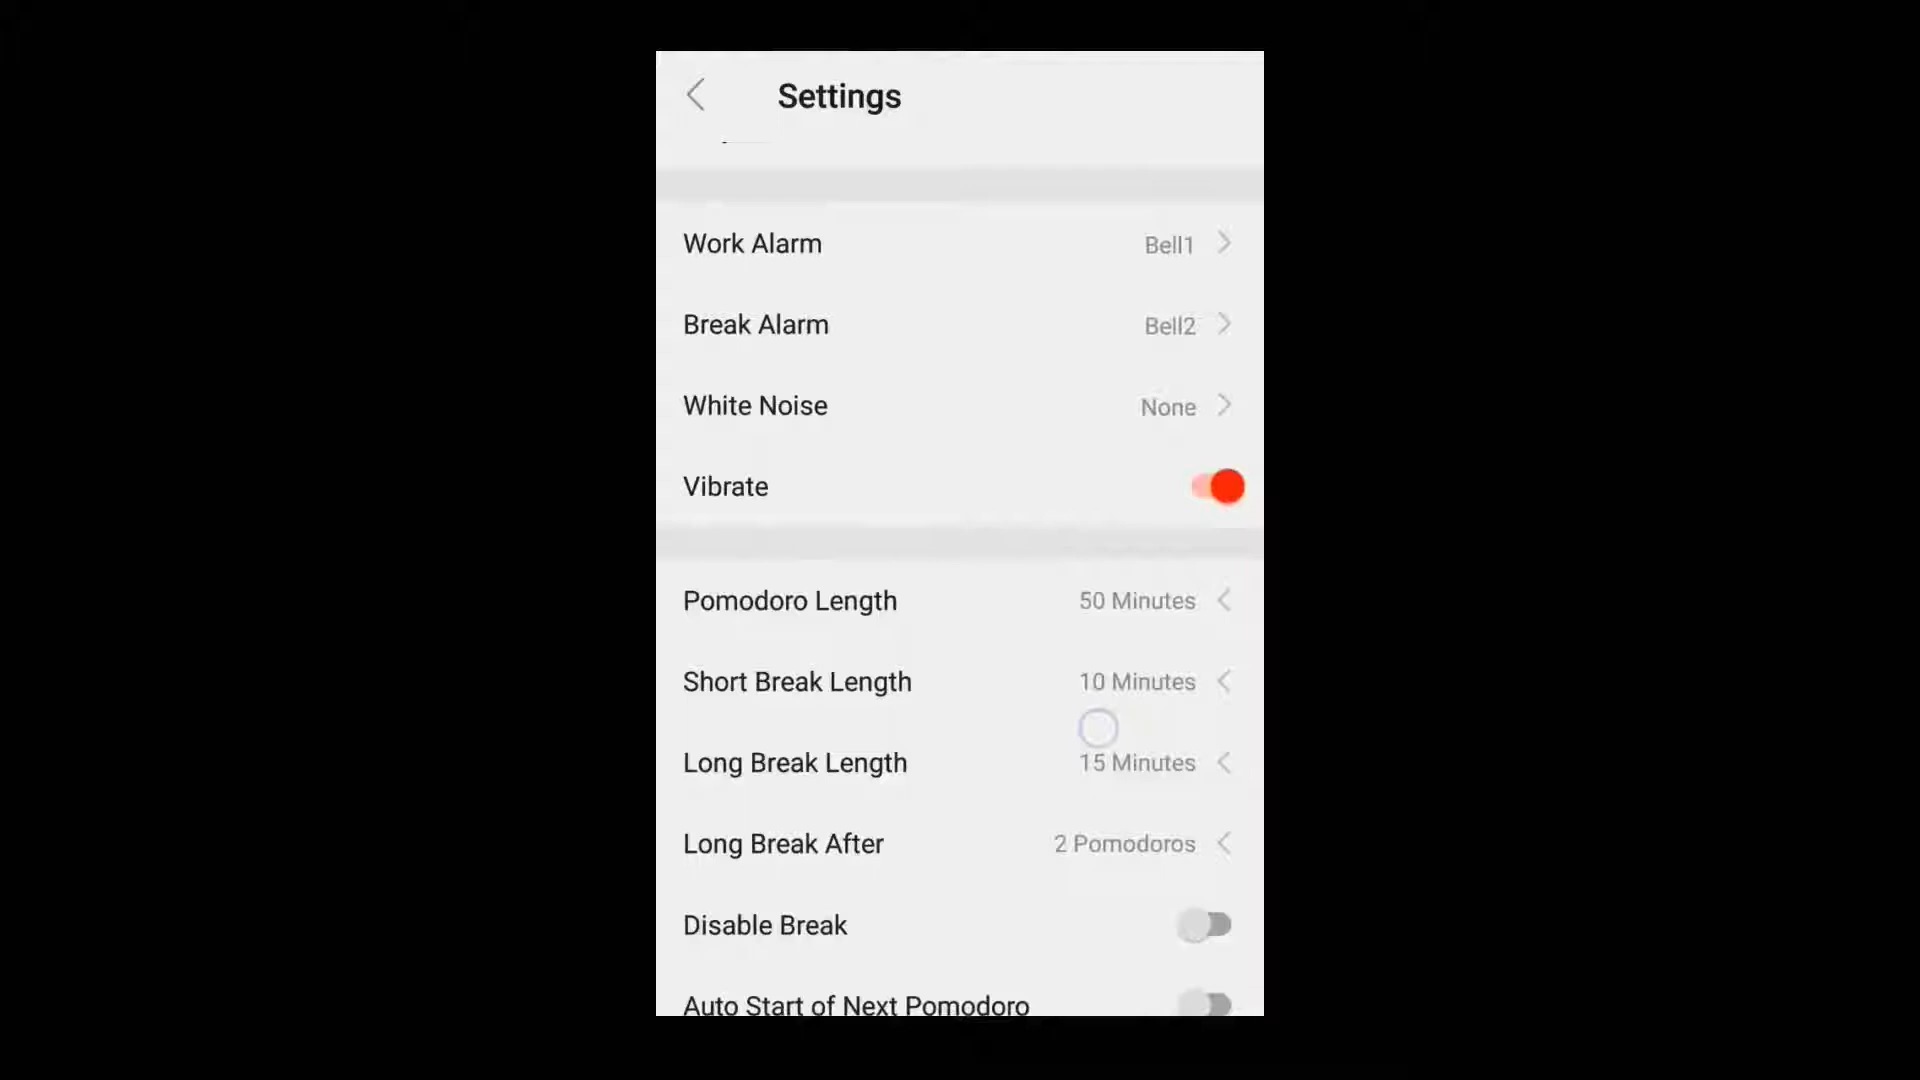 Settings
Work Alarm Bell1
Break Alarm Bell2
White Noise None
Vibrate
Pomodoro Length 50 Minutes
Short Break Length 10 Minutes
Long Break Length 15 Minutes
Long Break After 2 Pomodoros
Disable Break
Auto Start of Next Pomodoro